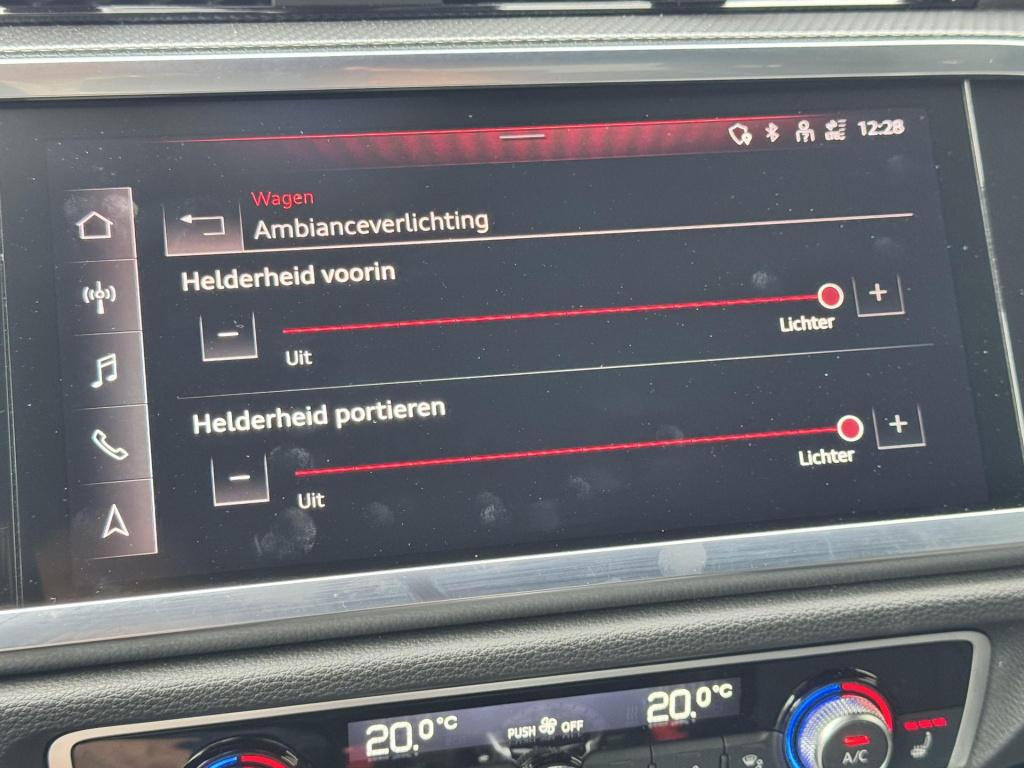 12:28
Wagen
Ambianceverlichting
Helderheid voorin
−
+
Uit
Lichter
Helderheid portieren
−
+
Uit
Lichter
20.0°C
PUSH OFF
20.0°C
A/C